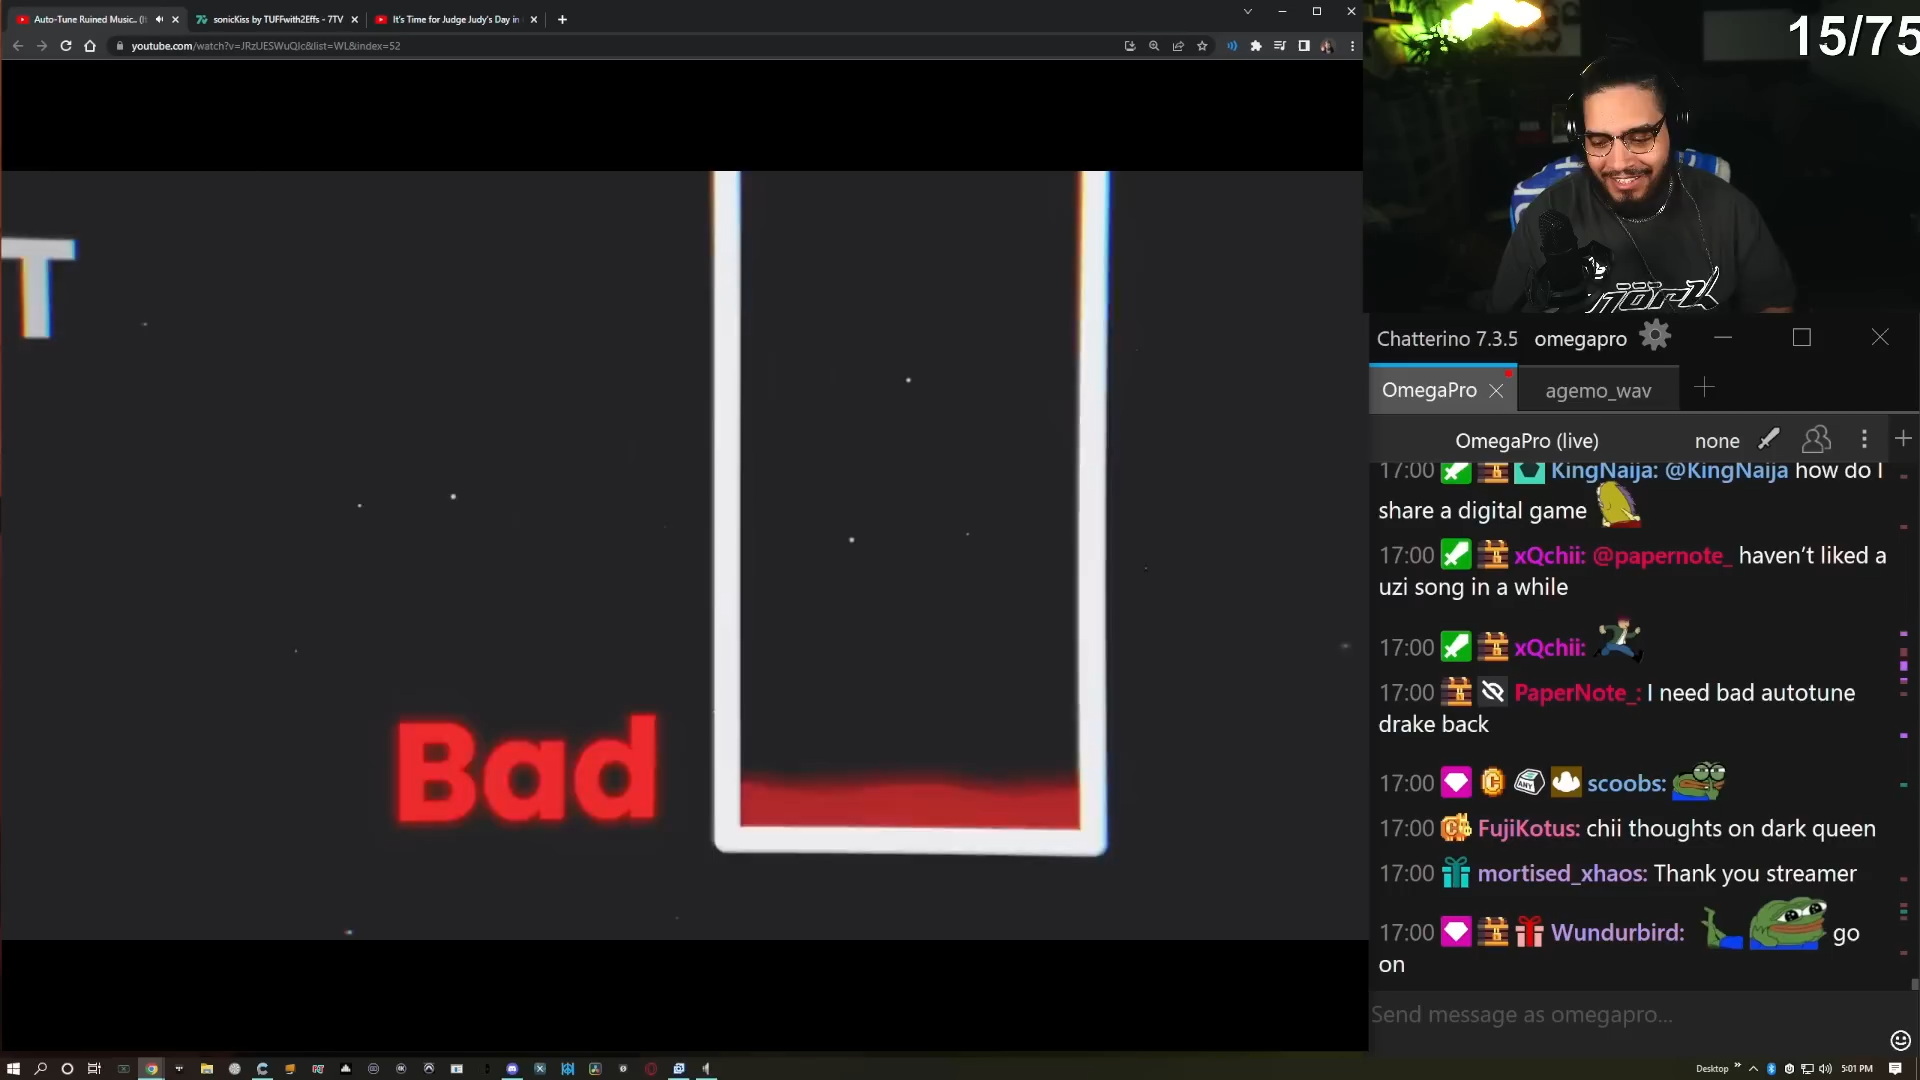 Auto-Tune Ruined Music.. (
sonicKiss by TUFFwith2Effs - 7TV
It's Time for Judge Judy's Day in
youtube.com/watch?v=JRzUESWuQIc&list=WL&index=52
15/75
T
Bad
Chatterino 7.3.5 omegapro
OmegaPro
agemo_wav
OmegaPro (live)
none
17:00 KingNaija: @KingNaija how do I
share a digital game
17:00 xQchii: @papernote_ haven't liked a
uzi song in a while
17:00 xQchii:
17:00 PaperNote_: I need bad autotune
drake back
17:00 scoobs:
17:00 FujiKotus: chii thoughts on dark queen
17:00 mortised_xhaos: Thank you streamer
17:00 Wundurbird: go
on
Send message as omegapro...
Desktop
5:01 PM